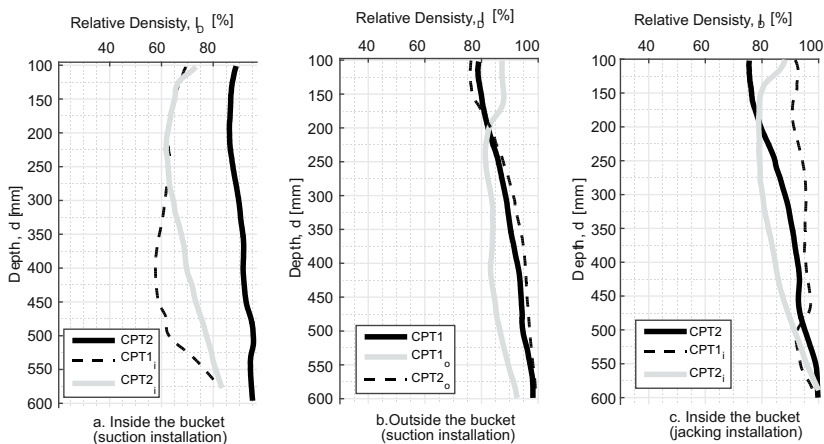 Relative Densisty, I_D [%]
40 60 80
100
150
200
250
300
350
400
450
500
550
600
Depth, d [mm]
CPT2
CPT1_i
CPT2_i
a. Inside the bucket
(suction installation)
Relative Densisty, I_D [%]
40 60 80 100
100
150
200
250
300
350
400
450
500
550
600
Depth, d [mm]
CPT1
CPT1_o
CPT2_o
b.Outside the bucket
(suction installation)
Relative Density, I_D [%]
40 60 80 100
100
150
200
250
300
350
400
450
500
550
600
Depth, d [mm]
CPT2
CPT1_i
CPT2_i
c. Inside the bucket
(jacking installation)